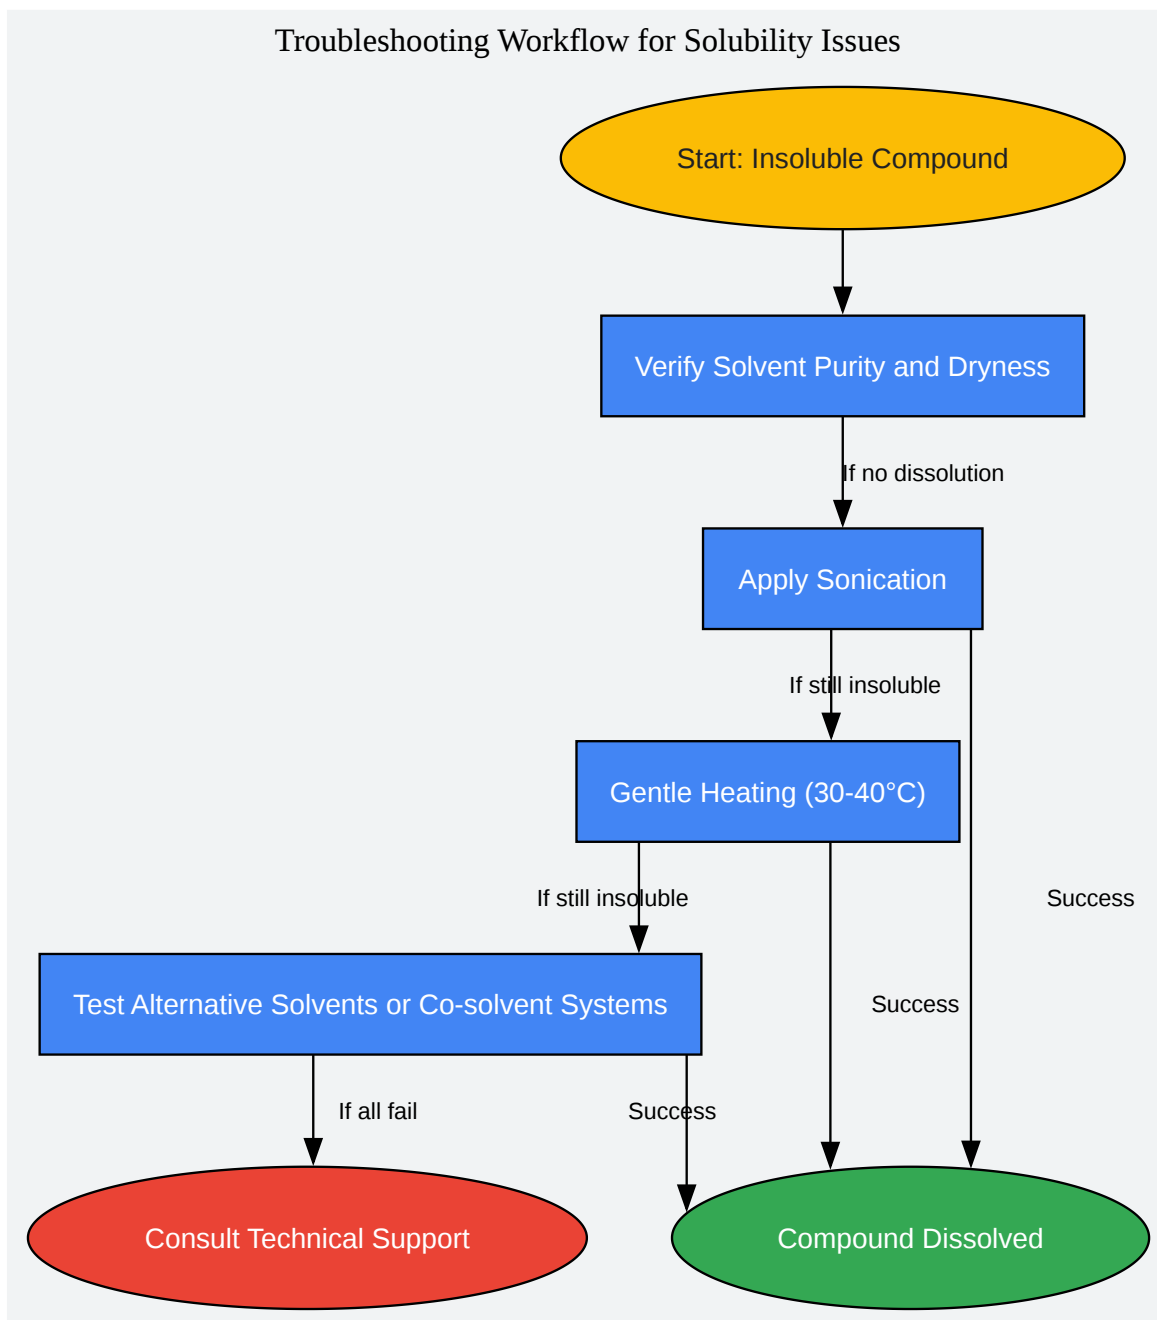 Troubleshooting Workflow for Solubility Issues
Start: Insoluble Compound
Verify Solvent Purity and Dryness
If no dissolution
Apply Sonication
If still insoluble
Gentle Heating (30-40°C)
If still insoluble
Success
Test Alternative Solvents or Co-solvent Systems
Success
If all fail
Success
Consult Technical Support
Compound Dissolved